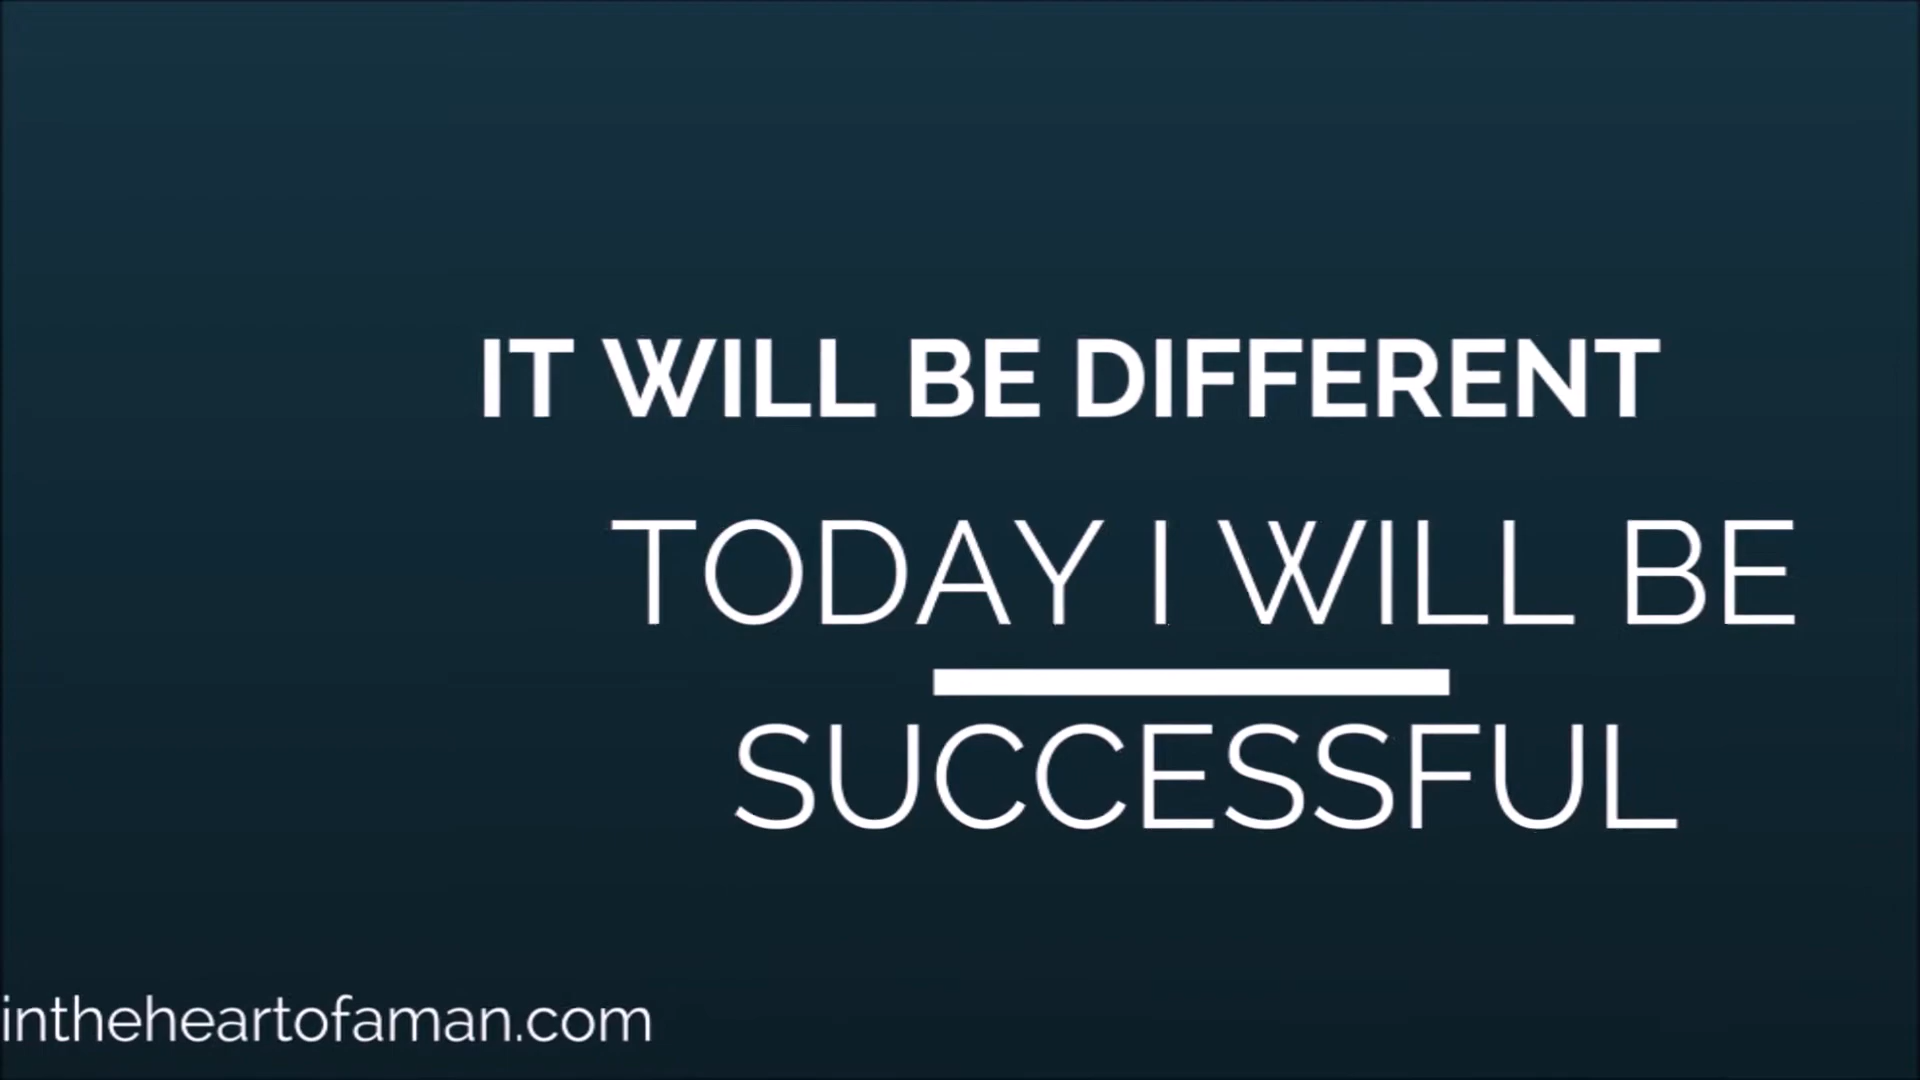 IT WILL BE DIFFERENT
TODAY I WILL BE
SUCCESSFUL
intheheartofaman.com